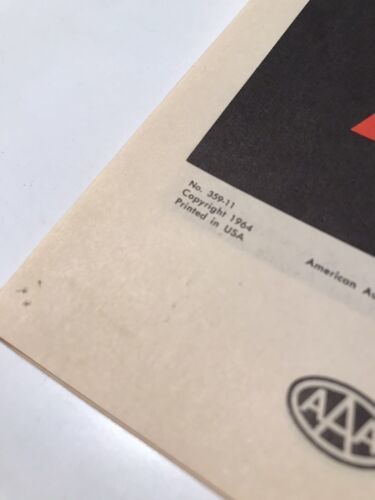 No. 359-11
Copyright 1964
Printed in USA
American
AAA